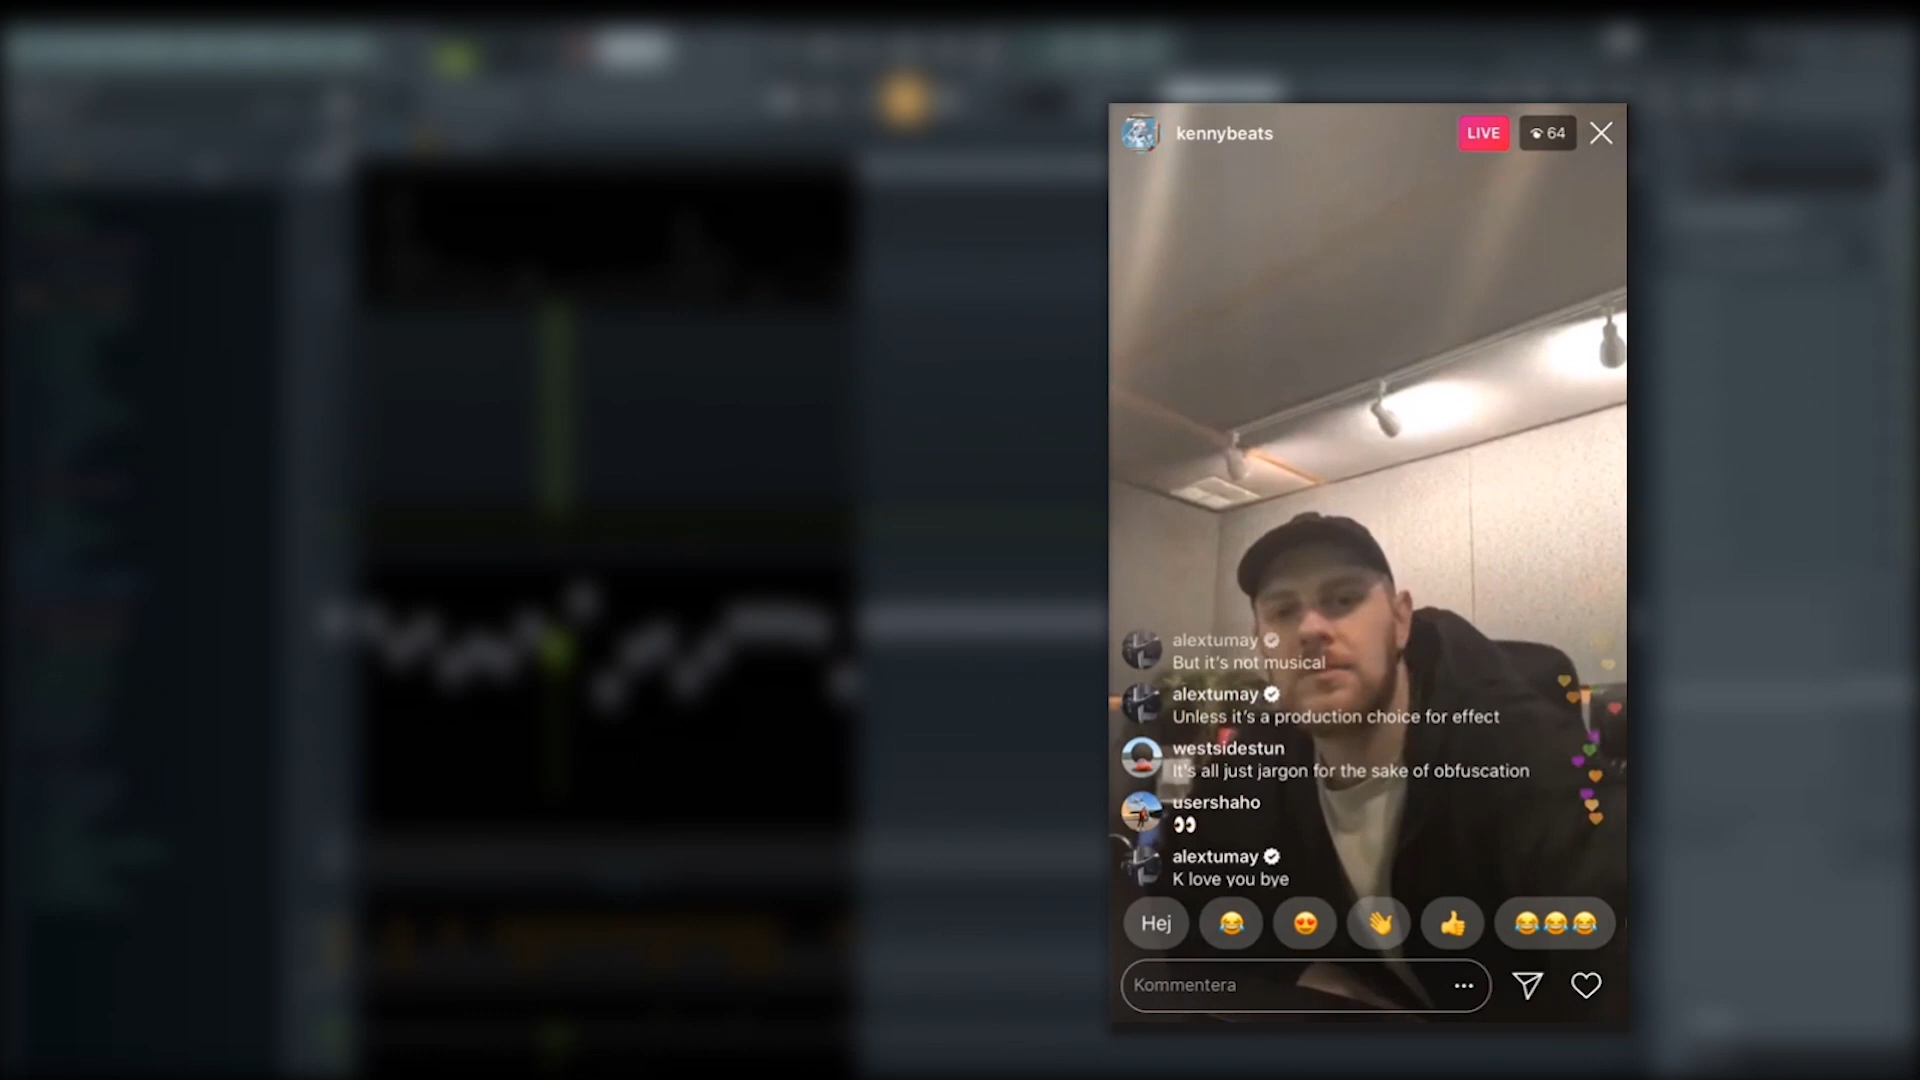 kennybeats
LIVE
64
alextumay
But it's not musical
alextumay
Unless it's a production choice for effect
westsidestun
It's all just jargon for the sake of obfuscation
usershaho
👀
alextumay
K love you bye
Hej 😂 😍 👋 👍 😂😂😂
Kommentera